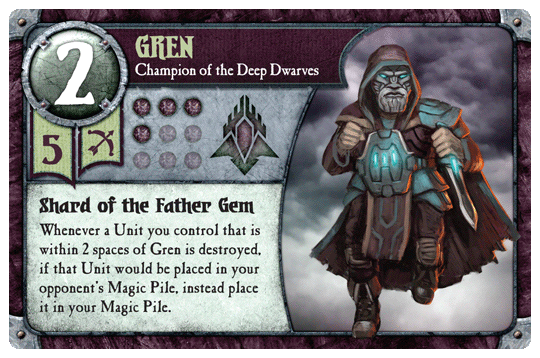 2
GREN
Champion of the Deep Dwarves
5
Shard of the Father Gem
Whenever a Unit you control that is
within 2 spaces of Gren is destroyed,
if that Unit would be placed in your
opponent's Magic Pile, instead place
it in your Magic Pile.